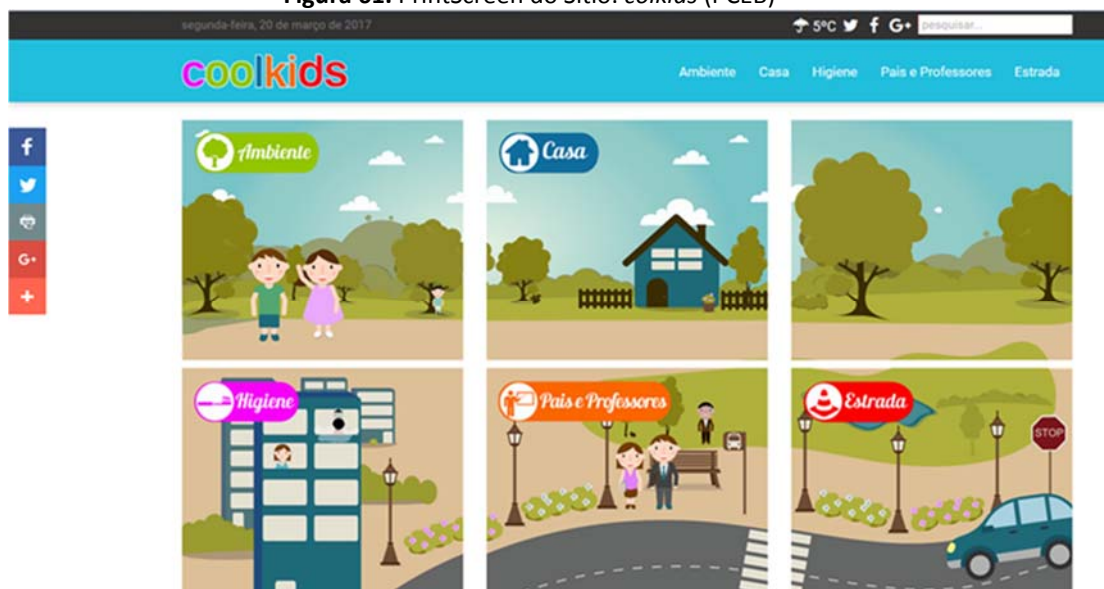 Figura 01. PrintScreen do Sítio: colkids (PCEB)
segunda-feira, 20 de março de 2017
5ºC f G+ pesquisar...
coolkids
Ambiente Casa Higiene Pais e Professores Estrada
f
G+
+
Ambiente
Casa
Higiene
Pais e Professores
Estrada
STOP